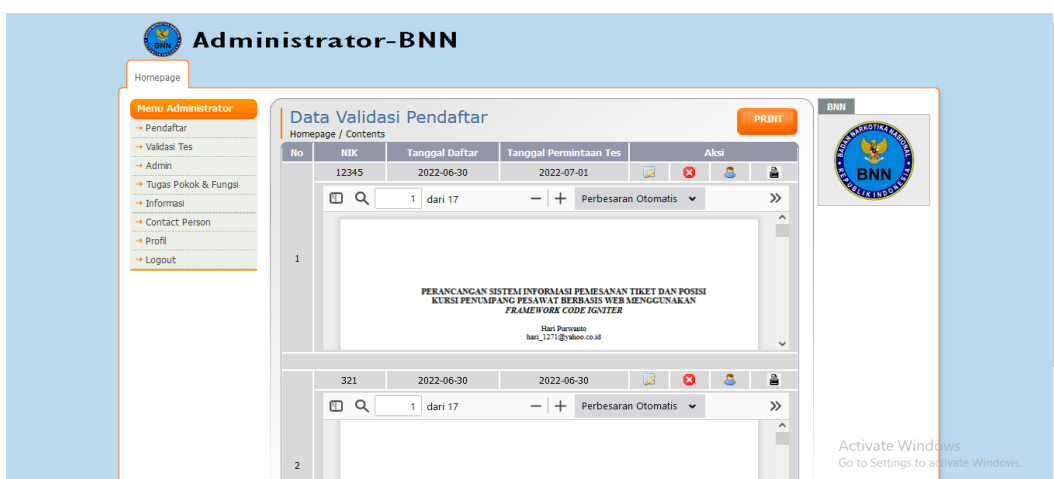 Administrator-BNN
Homepage
Menu Administrator
Pendaftar
Validasi Tes
Admin
Tugas Pokok & Fungsi
Informasi
Contact Person
Profil
Logout
Data Validasi Pendaftar
Homepage / Contents
PRINT
No NIK Tanggal Daftar Tanggal Permintaan Tes Aksi
12345 2022-06-30 2022-07-01
1 dari 17 Perbesaran Otomatis
1
PERANCANGAN SISTEM INFORMASI PEMESANAN TIKET DAN POSISI
KURSI PENUMPANG PESAWAT BERBASIS WEB MENGGUNAKAN
FRAMEWORK CODE IGNITER
Hari Purwanto
hari_1271@yahoo.co.id
321 2022-06-30 2022-06-30
1 dari 17 Perbesaran Otomatis
2
BNN
BADAN NARKOTIKA NASIONAL
BNN
REPUBLIK INDONESIA
Activate Windows
Go to Settings to activate Windows.